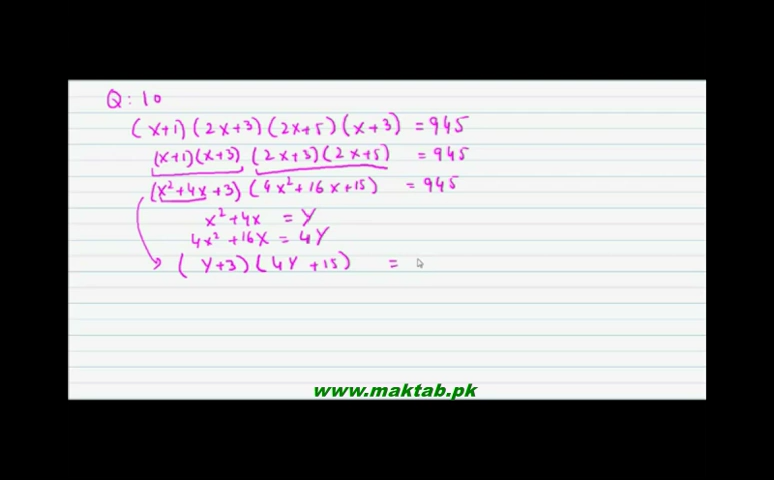 Q: 10
(x+1)(2x+3)(2x+5)(x+3) = 945
(x+1)(x+3) (2x+3)(2x+5) = 945
(x²+4x+3)(4x²+16x+15) = 945
x²+4x = Y
4x²+16x = 4Y
(Y+3)(4Y+15) =
www.maktab.pk